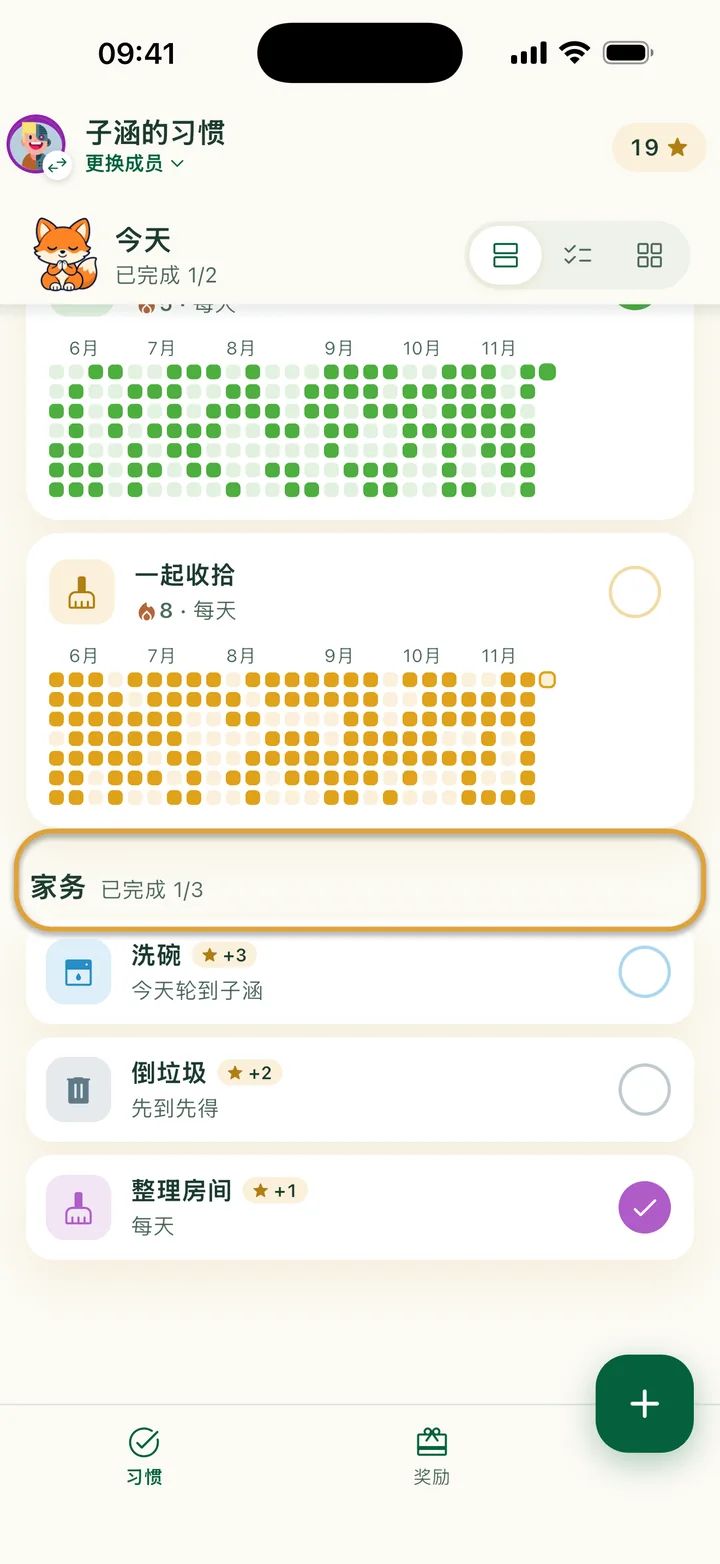 09:41
子涵的习惯
更换成员
19
今天
已完成 1/2
5 · 每天
6月 7月 8月 9月 10月 11月
一起收拾
8 · 每天
6月 7月 8月 9月 10月 11月
家务 已完成 1/3
洗碗 +3
今天轮到子涵
倒垃圾 +2
先到先得
整理房间 +1
每天
习惯 奖励